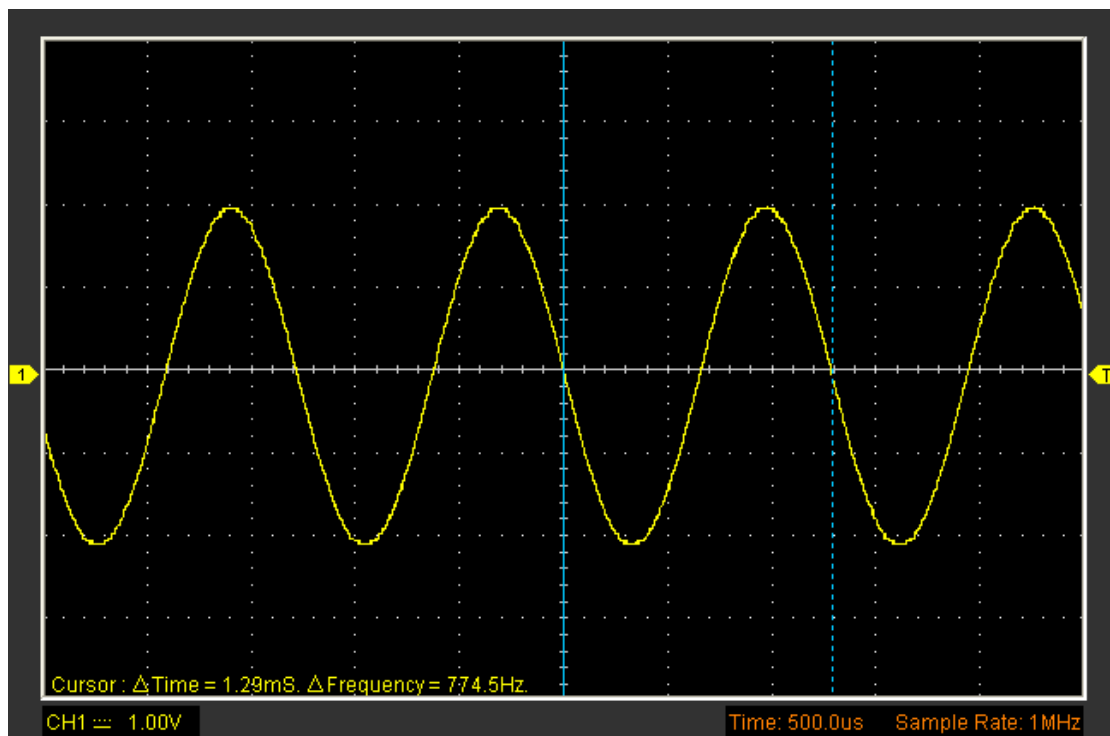 1
T
Cursor : △Time = 1.29mS. △Frequency = 774.5Hz.
CH1 1.00V
Time: 500.0us Sample Rate: 1MHz